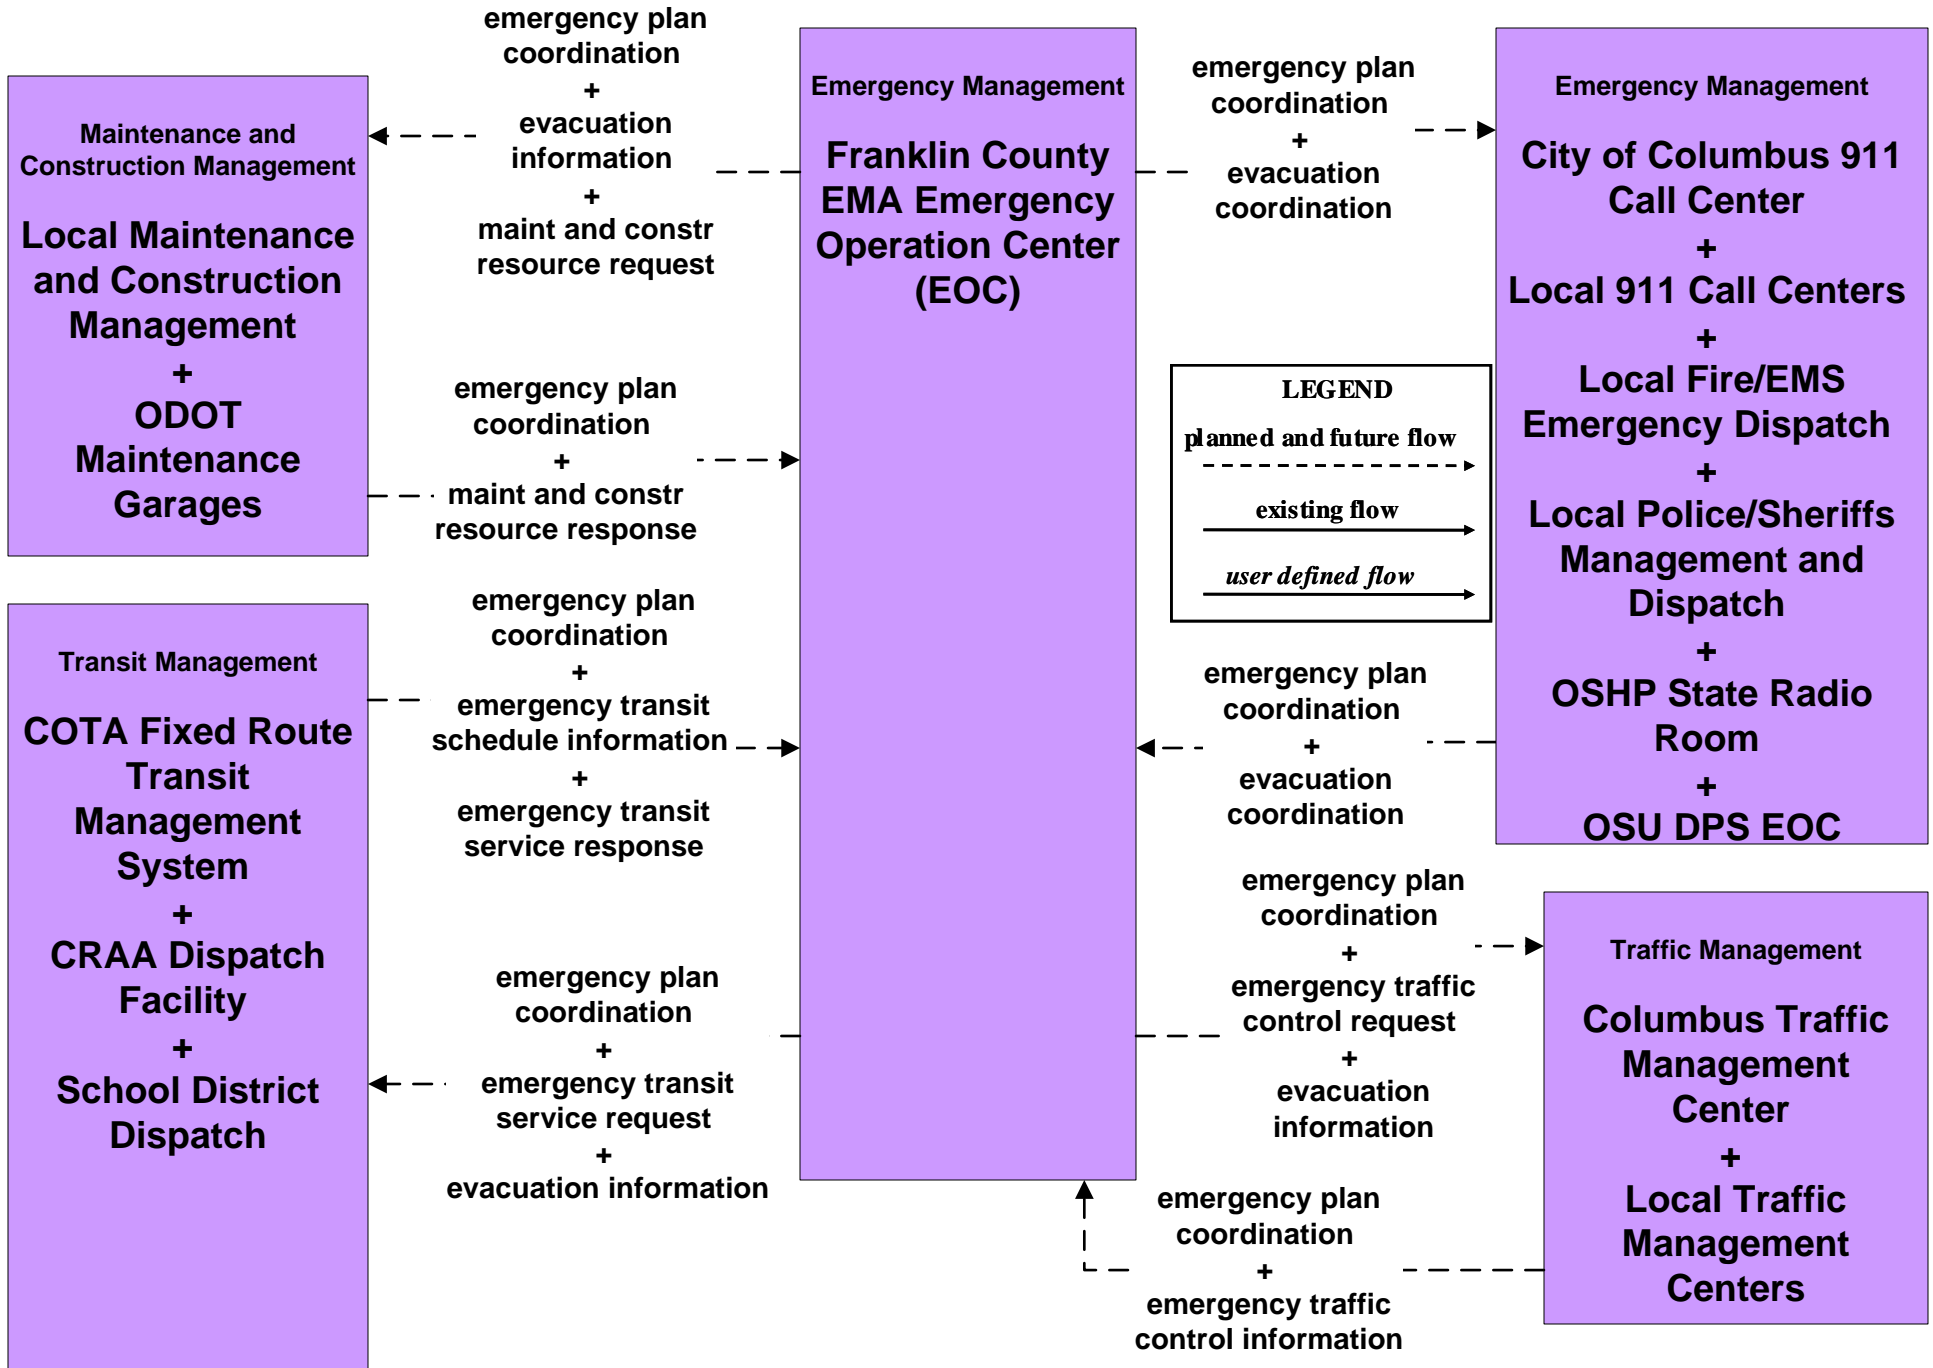 emergency plan
coordination
+
evacuation
information
+
maint and constr
resource request
Maintenance and
Construction Management
Local Maintenance
and Construction
Management
+
ODOT
Maintenance
Garages
emergency plan
coordination
+
maint and constr
resource response
Transit Management
COTA Fixed Route
Transit
Management
System
+
CRAA Dispatch
Facility
+
School District
Dispatch
emergency plan
coordination
+
emergency transit
schedule information
+
emergency transit
service response
emergency plan
coordination
+
emergency transit
service request
+
evacuation information
Emergency Management
Franklin County
EMA Emergency
Operation Center
(EOC)
emergency plan
coordination
+
evacuation
coordination
LEGEND
planned and future flow
existing flow
user defined flow
emergency plan
coordination
+
evacuation
coordination
Emergency Management
City of Columbus 911
Call Center
+
Local 911 Call Centers
+
Local Fire/EMS
Emergency Dispatch
+
Local Police/Sheriffs
Management and
Dispatch
+
OSHP State Radio
Room
+
OSU DPS EOC
emergency plan
coordination
+
emergency traffic
control request
+
evacuation
information
Traffic Management
Columbus Traffic
Management
Center
+
Local Traffic
Management
Centers
emergency plan
coordination
+
emergency traffic
control information